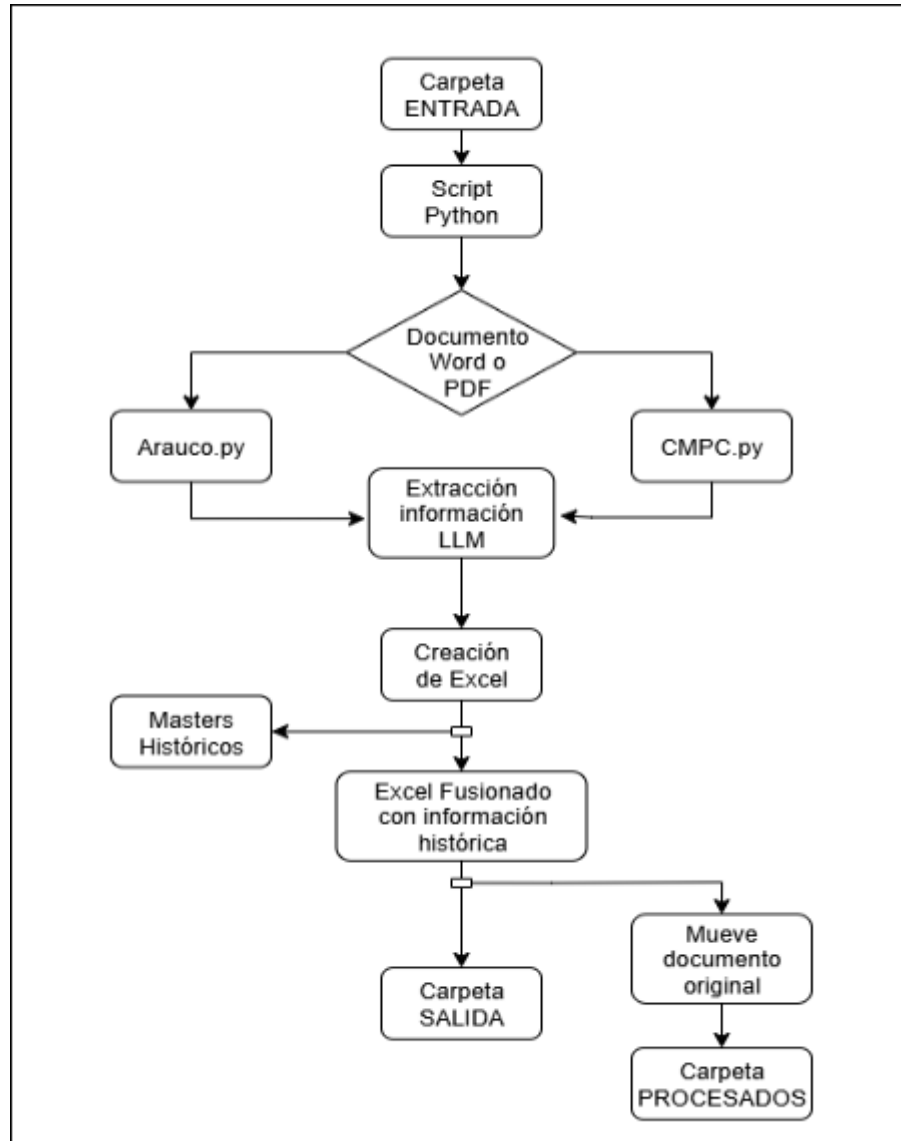 Carpeta
ENTRADA
Script
Python
Documento
Word o
PDF
Arauco.py
CMPC.py
Extracción
información
LLM
Creación
de Excel
Masters
Históricos
Excel Fusionado
con información
histórica
Mueve
documento
original
Carpeta
SALIDA
Carpeta
PROCESADOS